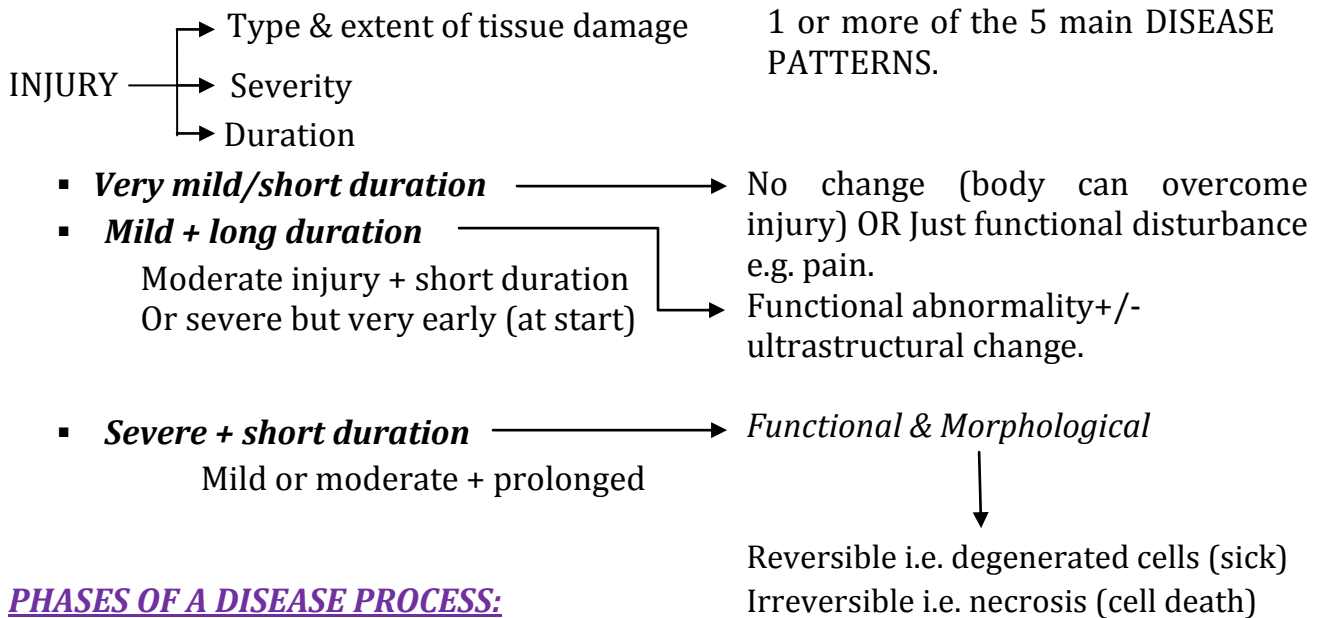 Type & extent of tissue damage
1 or more of the 5 main DISEASE
PATTERNS.
INJURY
Severity
Duration
▪ Very mild/short duration
No change (body can overcome
injury) OR Just functional disturbance
e.g. pain.
▪ Mild + long duration
Moderate injury + short duration
Or severe but very early (at start)
Functional abnormality+/-
ultrastructural change.
▪ Severe + short duration
Mild or moderate + prolonged
Functional & Morphological
Reversible i.e. degenerated cells (sick)
Irreversible i.e. necrosis (cell death)
PHASES OF A DISEASE PROCESS: